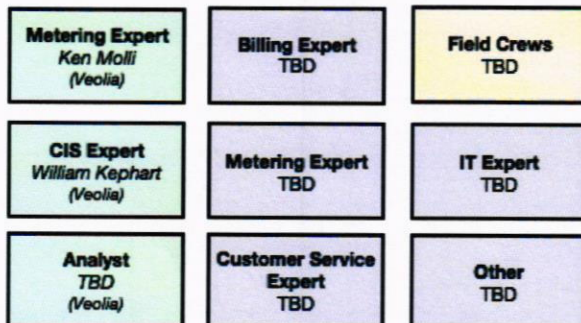 Metering Expert
Ken Molli
(Veolia)
Billing Expert
TBD
Field Crews
TBD
CIS Expert
William Kephart
(Veolia)
Metering Expert
TBD
IT Expert
TBD
Analyst
TBD
(Veolia)
Customer Service
Expert
TBD
Other
TBD